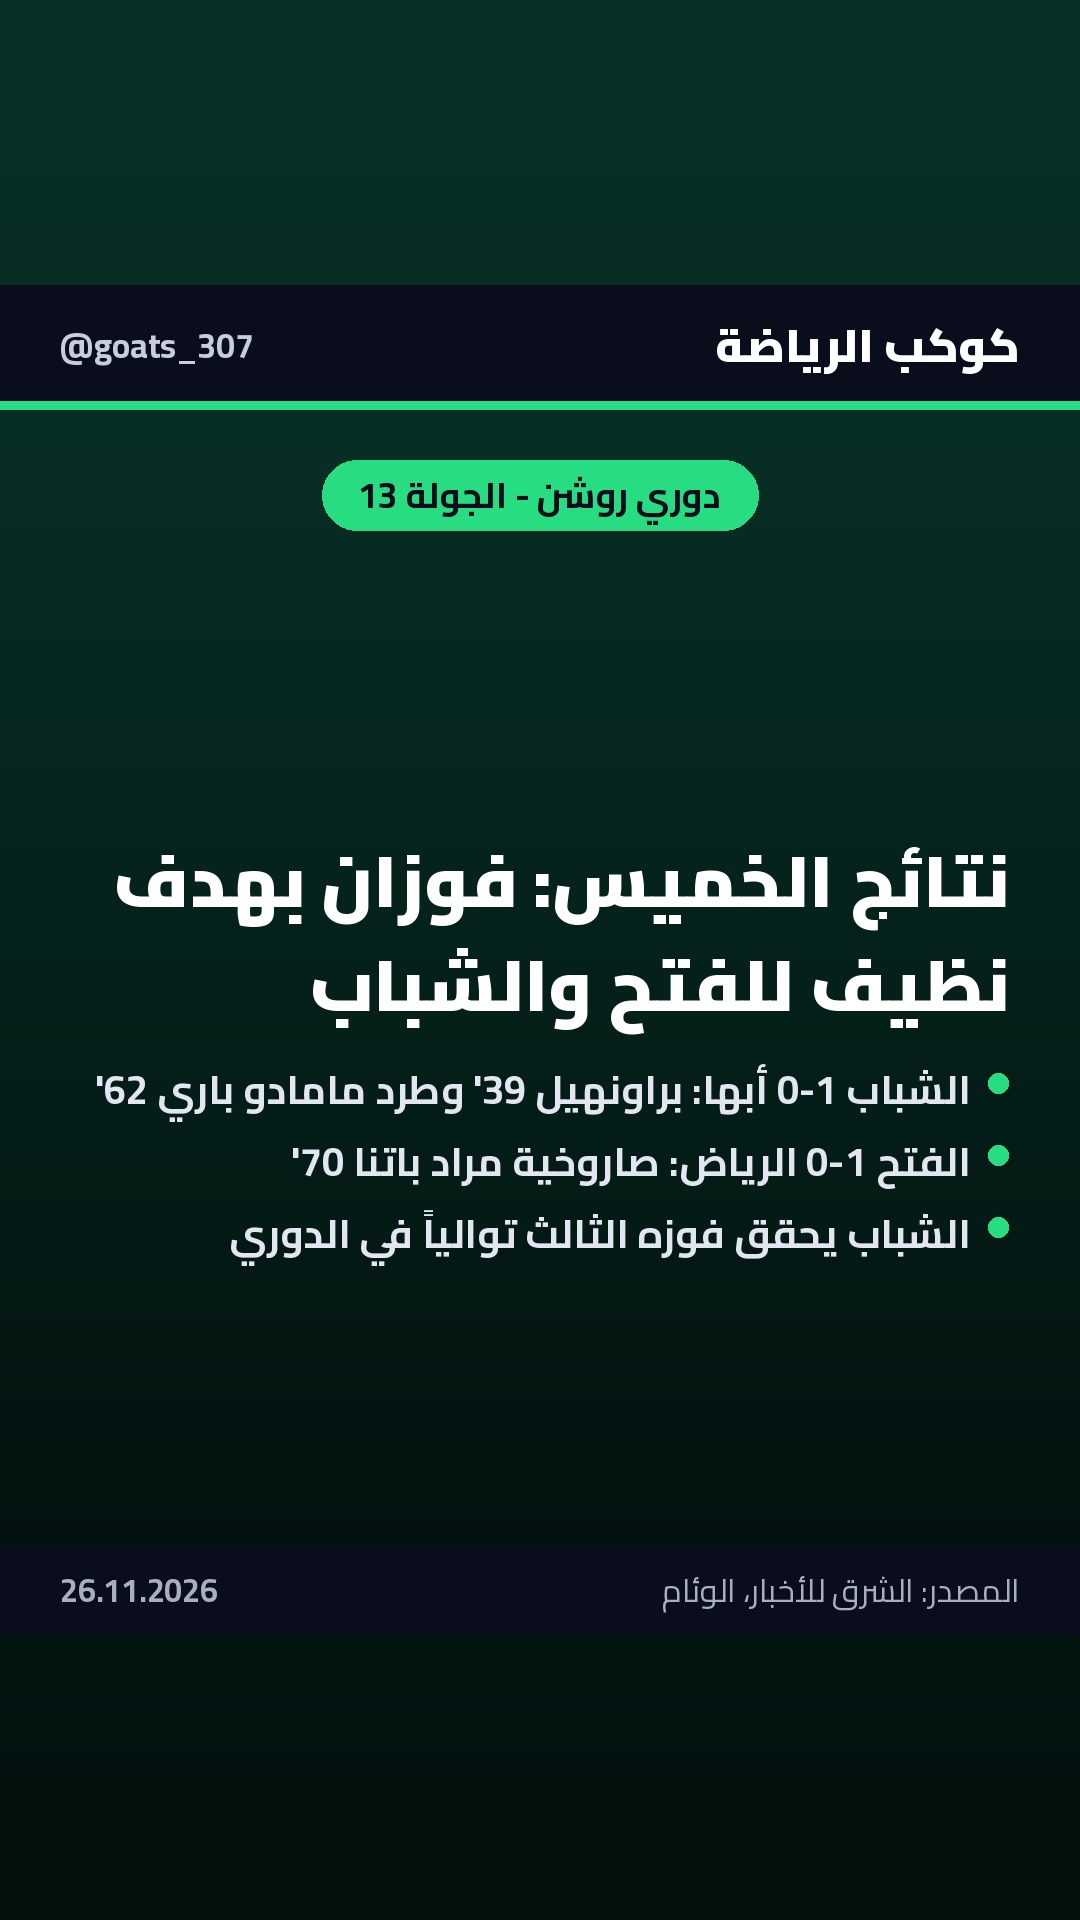 كوكب الرياضة
@goats_307
دوري روشن - الجولة 13
نتائج الخميس: فوزان بهدف
نظيف للفتح والشباب
الشباب 1-0 أبها: براونهيل 39' وطرد مامادو باري 62'
الفتح 1-0 الرياض: صاروخية مراد باتنا 70'
الشباب يحقق فوزه الثالث توالياً في الدوري
المصدر: الشرق للأخبار، الوئام
26.11.2026